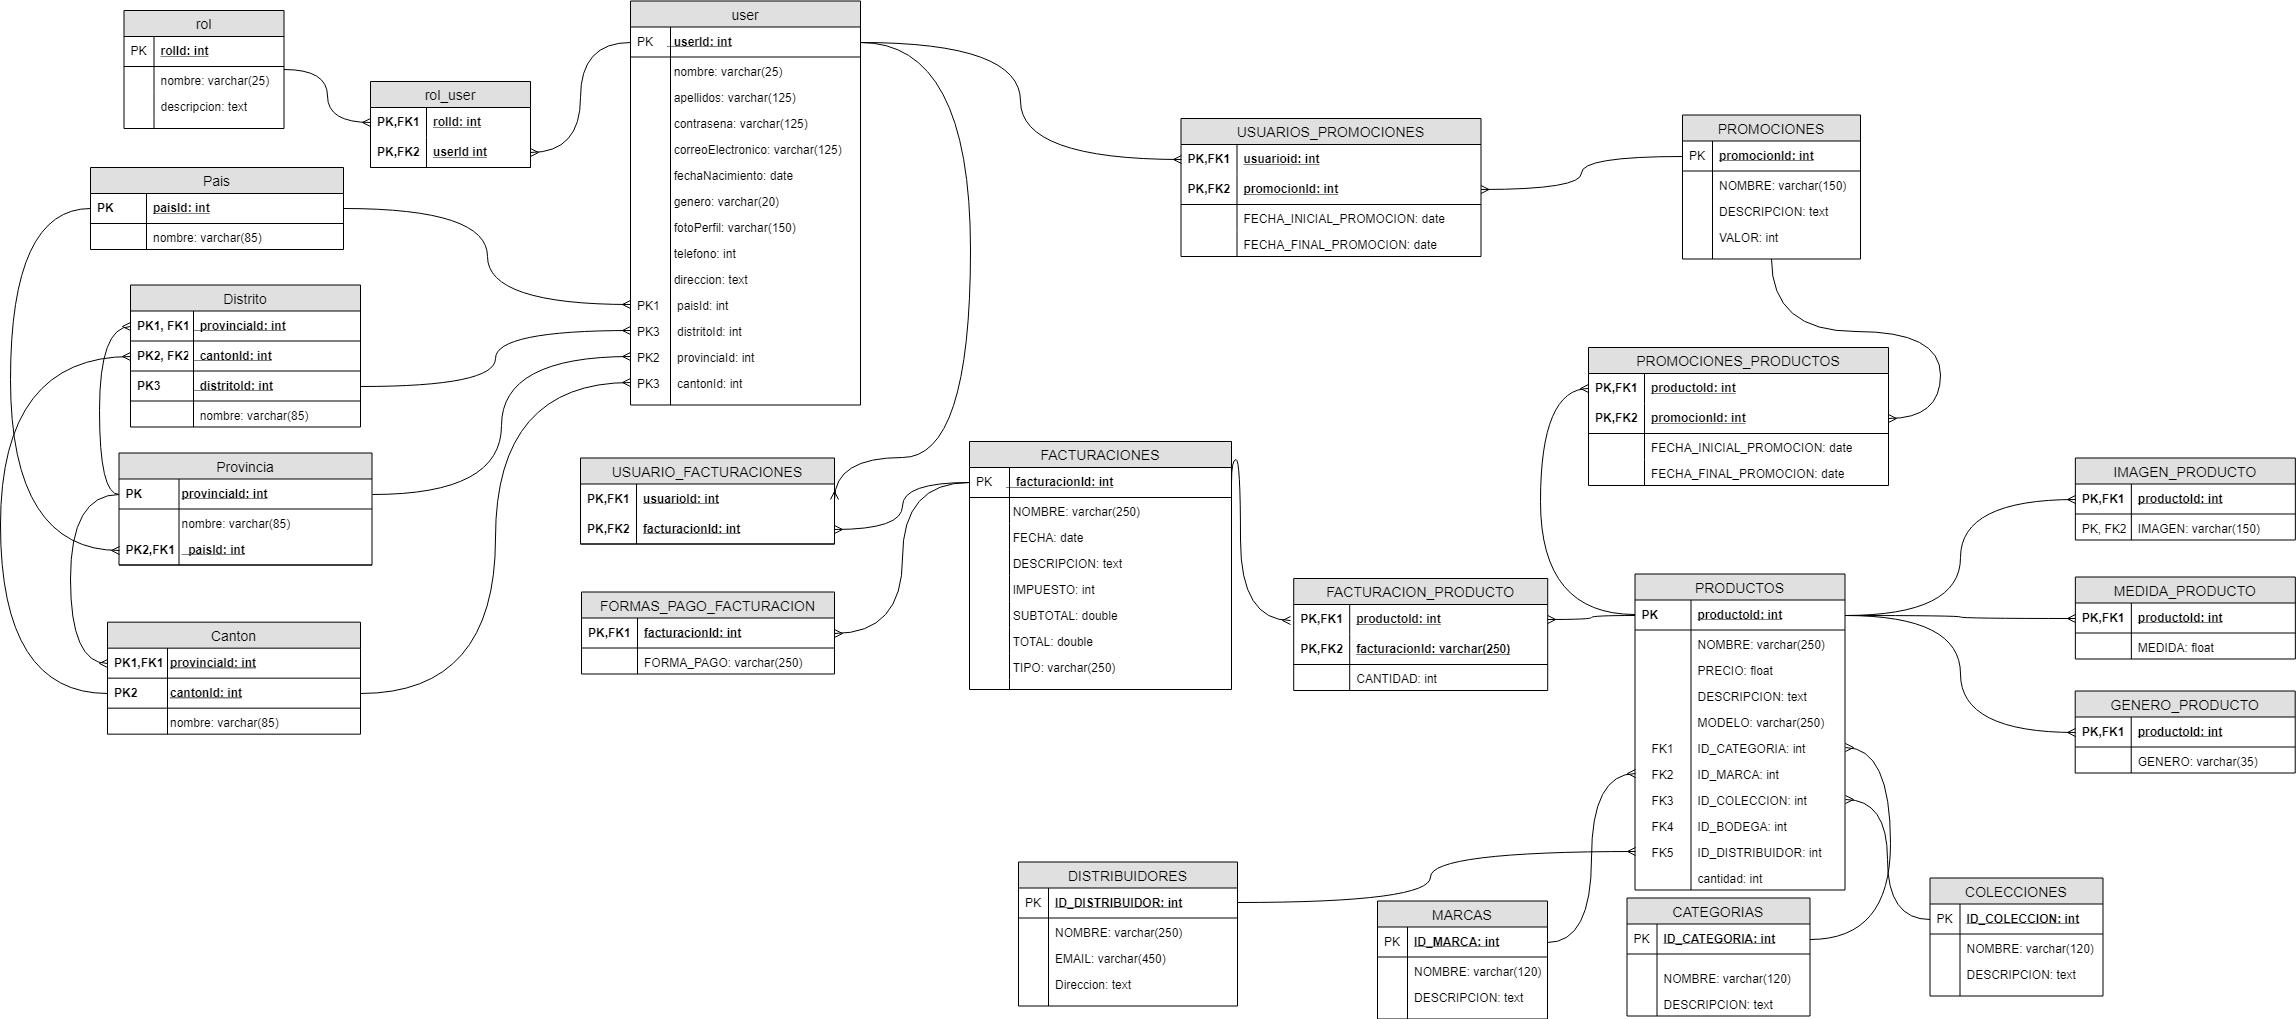 rol
PK rolId: int
nombre: varchar(25)
descripcion: text
rol_user
PK,FK1 rolId: int
PK,FK2 userId int
user
PK userId: int
nombre: varchar(25)
apellidos: varchar(125)
contrasena: varchar(125)
correoElectronico: varchar(125)
fechaNacimiento: date
genero: varchar(20)
fotoPerfil: varchar(150)
telefono: int
direccion: text
PK1 paisId: int
PK3 distritoId: int
PK2 provinciaId: int
PK3 cantonId: int
Pais
PK paisId: int
nombre: varchar(85)
Distrito
PK1, FK1 provinciaId: int
PK2, FK2 cantonId: int
PK3 distritoId: int
nombre: varchar(85)
Provincia
PK provinciaId: int
nombre: varchar(85)
PK2,FK1 paisId: int
Canton
PK1,FK1 provinciaId: int
PK2 cantonId: int
nombre: varchar(85)
USUARIOS_PROMOCIONES
PK,FK1 usuarioid: int
PK,FK2 promocionId: int
FECHA_INICIAL_PROMOCION: date
FECHA_FINAL_PROMOCION: date
PROMOCIONES
PK promocionId: int
NOMBRE: varchar(150)
DESCRIPCION: text
VALOR: int
PROMOCIONES_PRODUCTOS
PK,FK1 productoId: int
PK,FK2 promocionId: int
FECHA_INICIAL_PROMOCION: date
FECHA_FINAL_PROMOCION: date
USUARIO_FACTURACIONES
PK,FK1 usuarioId: int
PK,FK2 facturacionId: int
FORMAS_PAGO_FACTURACION
PK,FK1 facturacionId: int
FORMA_PAGO: varchar(250)
FACTURACIONES
PK facturacionId: int
NOMBRE: varchar(250)
FECHA: date
DESCRIPCION: text
IMPUESTO: int
SUBTOTAL: double
TOTAL: double
TIPO: varchar(250)
FACTURACION_PRODUCTO
PK,FK1 productoId: int
PK,FK2 facturacionId: varchar(250)
CANTIDAD: int
PRODUCTOS
PK productoId: int
NOMBRE: varchar(250)
PRECIO: float
DESCRIPCION: text
MODELO: varchar(250)
FK1 ID_CATEGORIA: int
FK2 ID_MARCA: int
FK3 ID_COLECCION: int
FK4 ID_BODEGA: int
FK5 ID_DISTRIBUIDOR: int
cantidad: int
IMAGEN_PRODUCTO
PK,FK1 productoId: int
PK, FK2 IMAGEN: varchar(150)
MEDIDA_PRODUCTO
PK,FK1 productoId: int
MEDIDA: float
GENERO_PRODUCTO
PK,FK1 productoId: int
GENERO: varchar(35)
DISTRIBUIDORES
PK ID_DISTRIBUIDOR: int
NOMBRE: varchar(250)
EMAIL: varchar(450)
Direccion: text
MARCAS
PK ID_MARCA: int
NOMBRE: varchar(120)
DESCRIPCION: text
CATEGORIAS
PK ID_CATEGORIA: int
NOMBRE: varchar(120)
DESCRIPCION: text
COLECCIONES
PK ID_COLECCION: int
NOMBRE: varchar(120)
DESCRIPCION: text